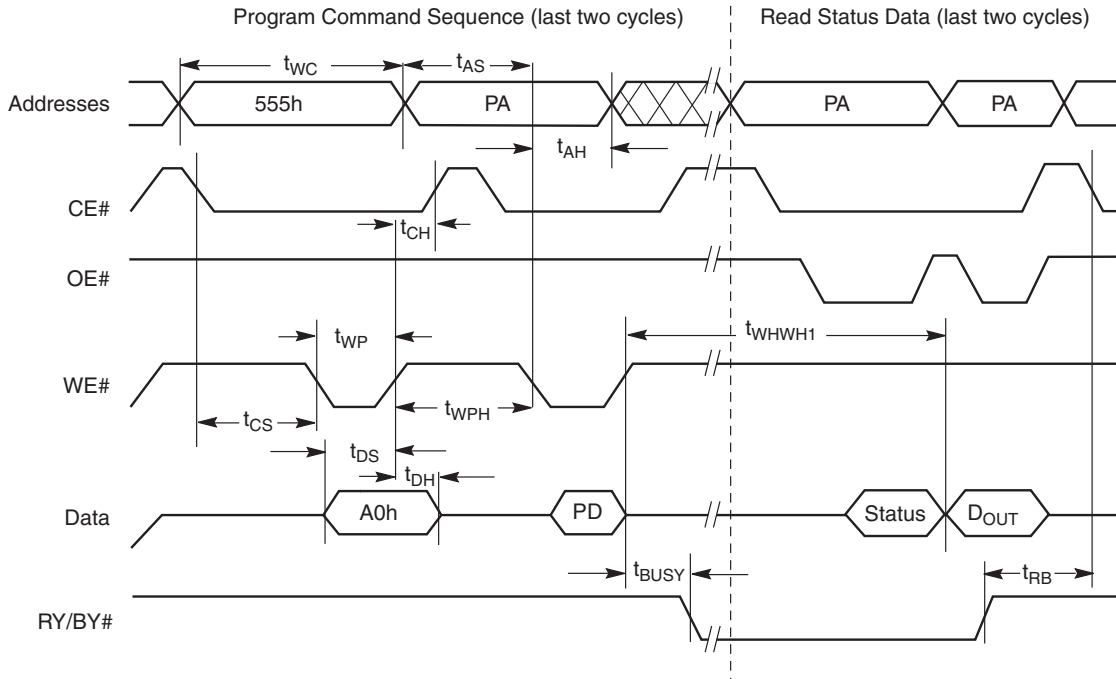 Program Command Sequence (last two cycles)
Read Status Data (last two cycles)
tWC
tAS
Addresses
555h
PA
PA
PA
tAH
CE#
tCH
OE#
tWP
tWHWH1
WE#
tCS
tWPH
tDS
tDH
Data
A0h
PD
Status
DOUT
tBUSY
tRB
RY/BY#